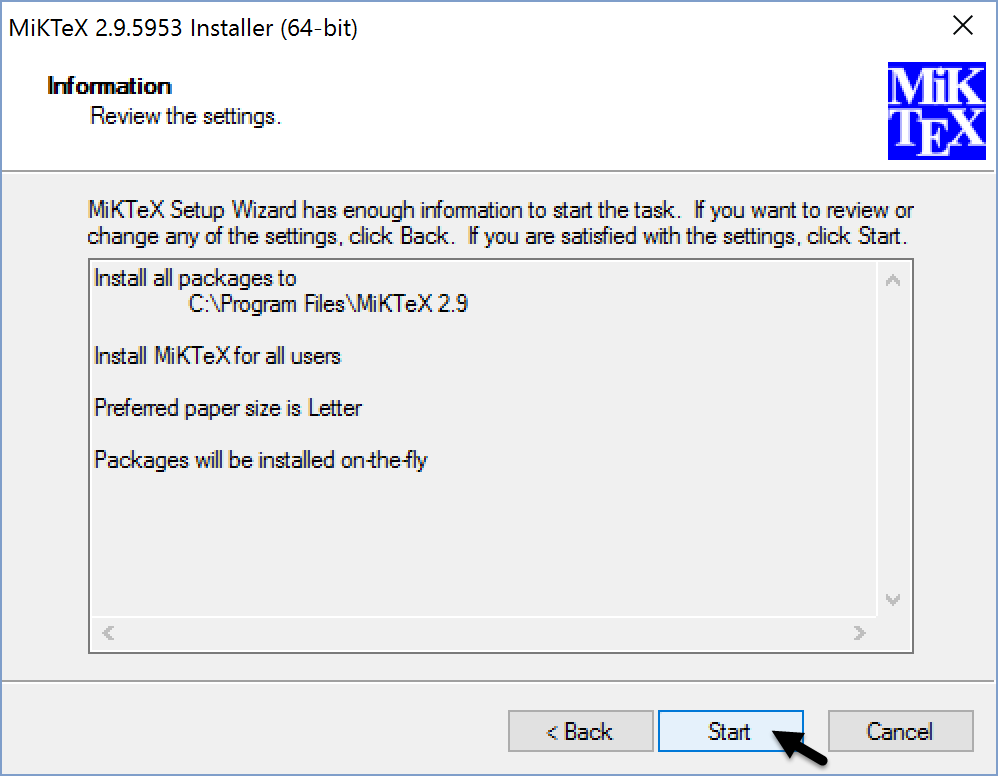 MiKTeX 2.9.5953 Installer (64-bit)
Information
Review the settings.
MiK
TEX
MiKTeX Setup Wizard has enough information to start the task.  If you want to review or
change any of the settings, click Back.  If you are satisfied with the settings, click Start.
Install all packages to
C:\Program Files\MiKTeX 2.9
Install MiKTeX for all users
Preferred paper size is Letter
Packages will be installed on-the-fly
< Back
Start
Cancel